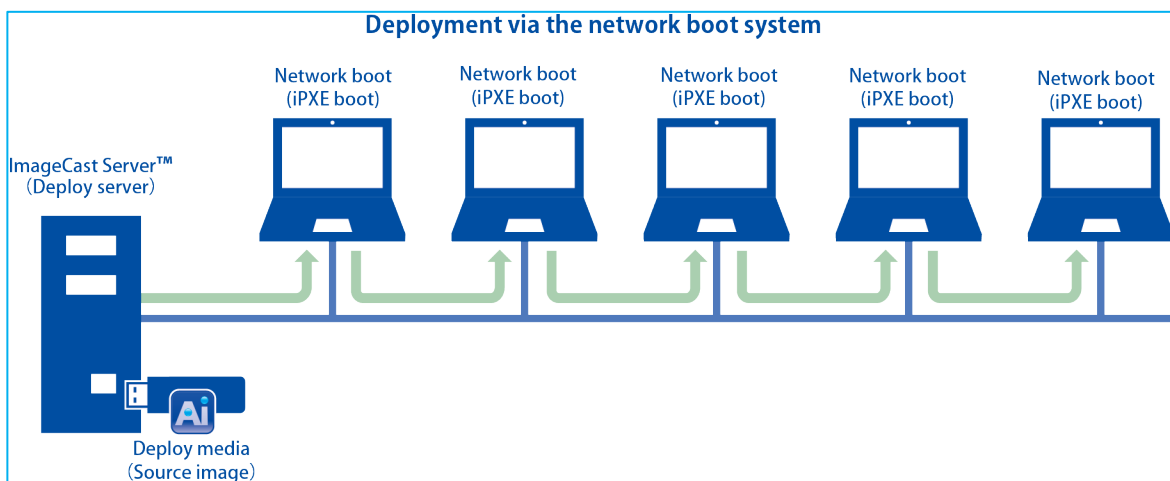 Deployment via the network boot system
Network boot
(iPXE boot)
Network boot
(iPXE boot)
Network boot
(iPXE boot)
Network boot
(iPXE boot)
Network boot
(iPXE boot)
ImageCast Server™
（Deploy server）
Ai
Deploy media
（Source image）